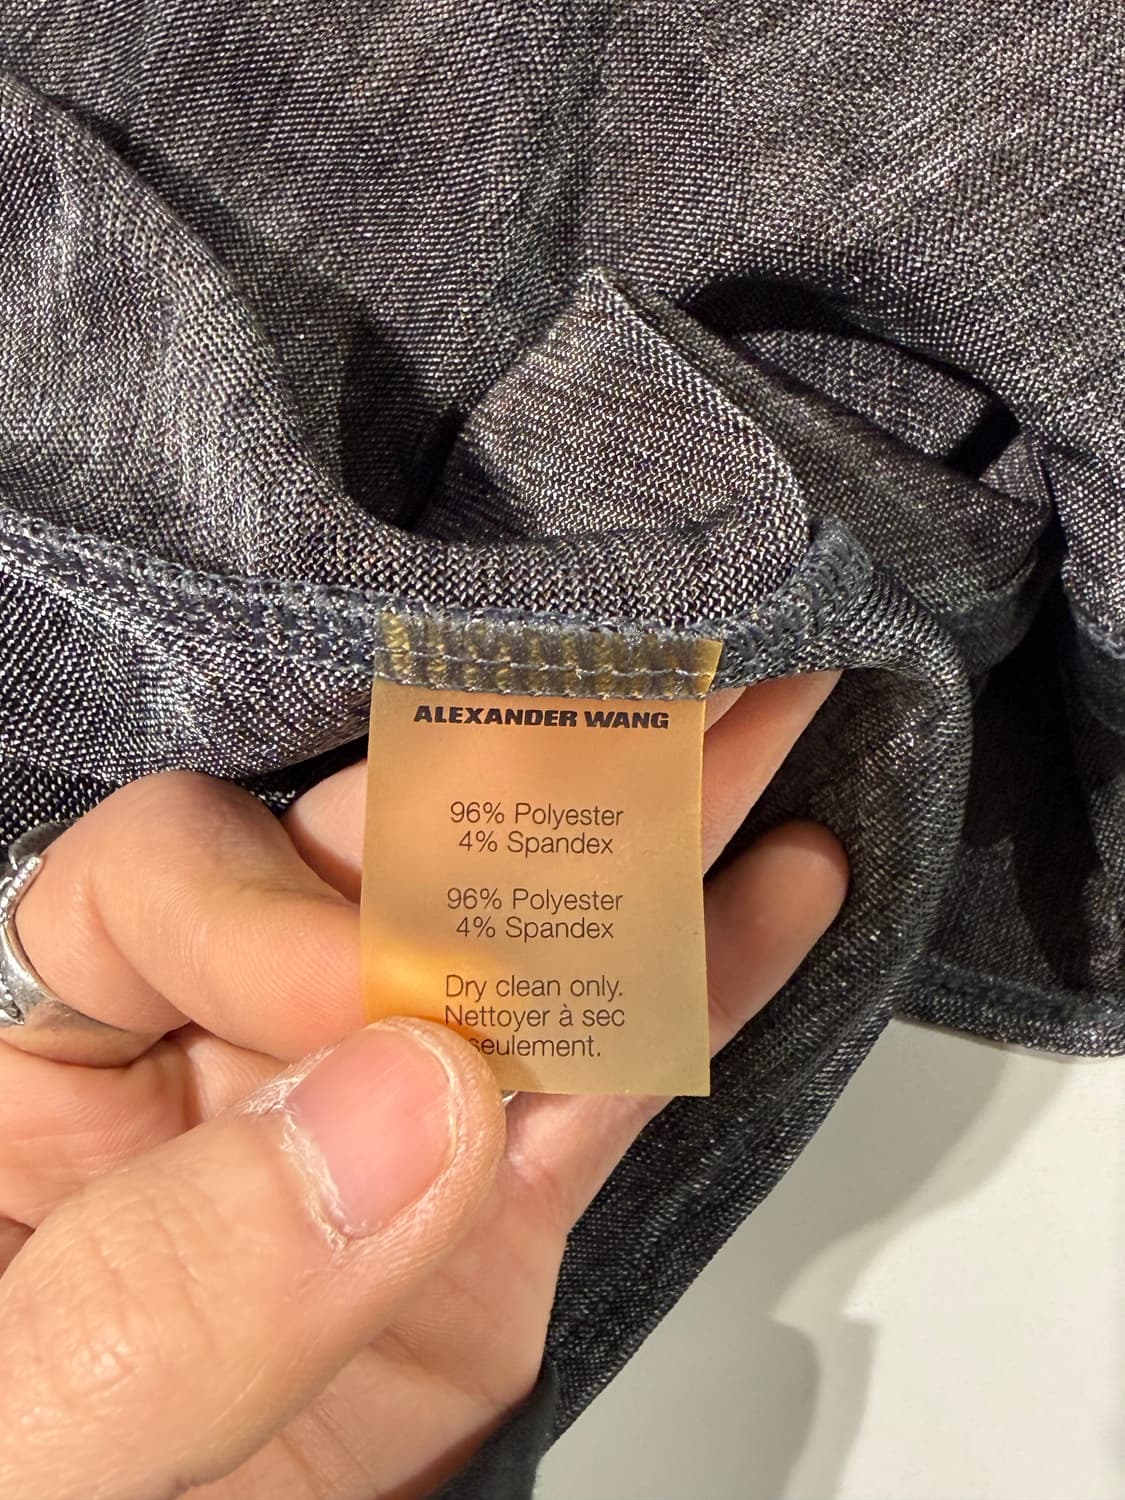 ALEXANDER WANG
96% Polyester
4% Spandex
96% Polyester
4% Spandex
Dry clean only.
Nettoyer à sec
seulement.